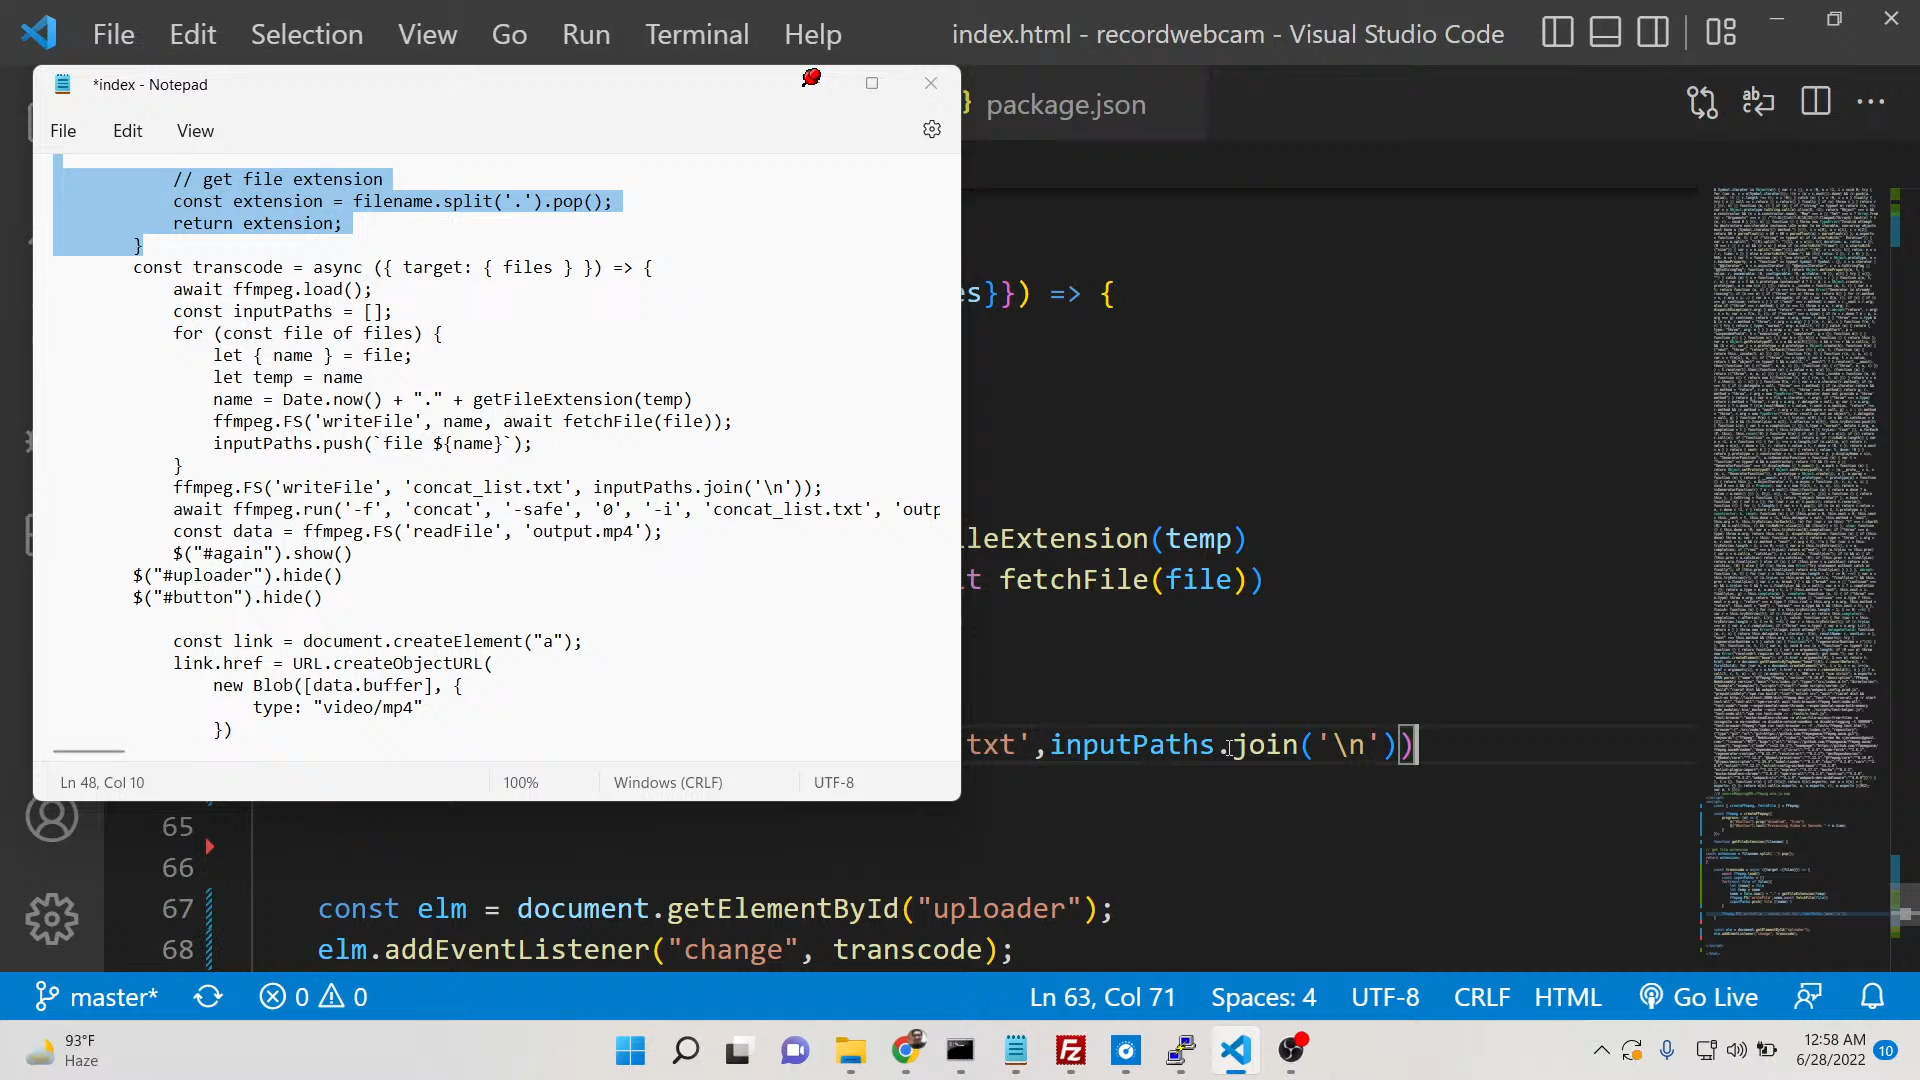 File Edit Selection View Go Run Terminal Help
index.html - recordwebcam - Visual Studio Code
*index - Notepad
package.json
File Edit View
// get file extension
const extension = filename.split('.').pop();
return extension;
}
const transcode = async ({ target: { files } }) => {
await ffmpeg.load();
const inputPaths = [];
for (const file of files) {
let { name } = file;
let temp = name
name = Date.now() + "." + getFileExtension(temp)
ffmpeg.FS('writeFile', name, await fetchFile(file));
inputPaths.push(`file ${name}`);
}
ffmpeg.FS('writeFile', 'concat_list.txt', inputPaths.join('\n'));
await ffmpeg.run('-f', 'concat', '-safe', '0', '-i', 'concat_list.txt', 'outp
const data = ffmpeg.FS('readFile', 'output.mp4');
$("#again").show()
$("#uploader").hide()
$("#button").hide()
const link = document.createElement("a");
link.href = URL.createObjectURL(
new Blob([data.buffer], {
type: "video/mp4"
})
Ln 48, Col 10 100% Windows (CRLF) UTF-8
s}}) => {
leExtension(temp)
t fetchFile(file))
txt',inputPaths.join('\n'))
65
66
67 const elm = document.getElementById("uploader");
68 elm.addEventListener("change", transcode);
master* 0 0 Ln 63, Col 71 Spaces: 4 UTF-8 CRLF HTML Go Live
93°F
Haze
12:58 AM
6/28/2022
10